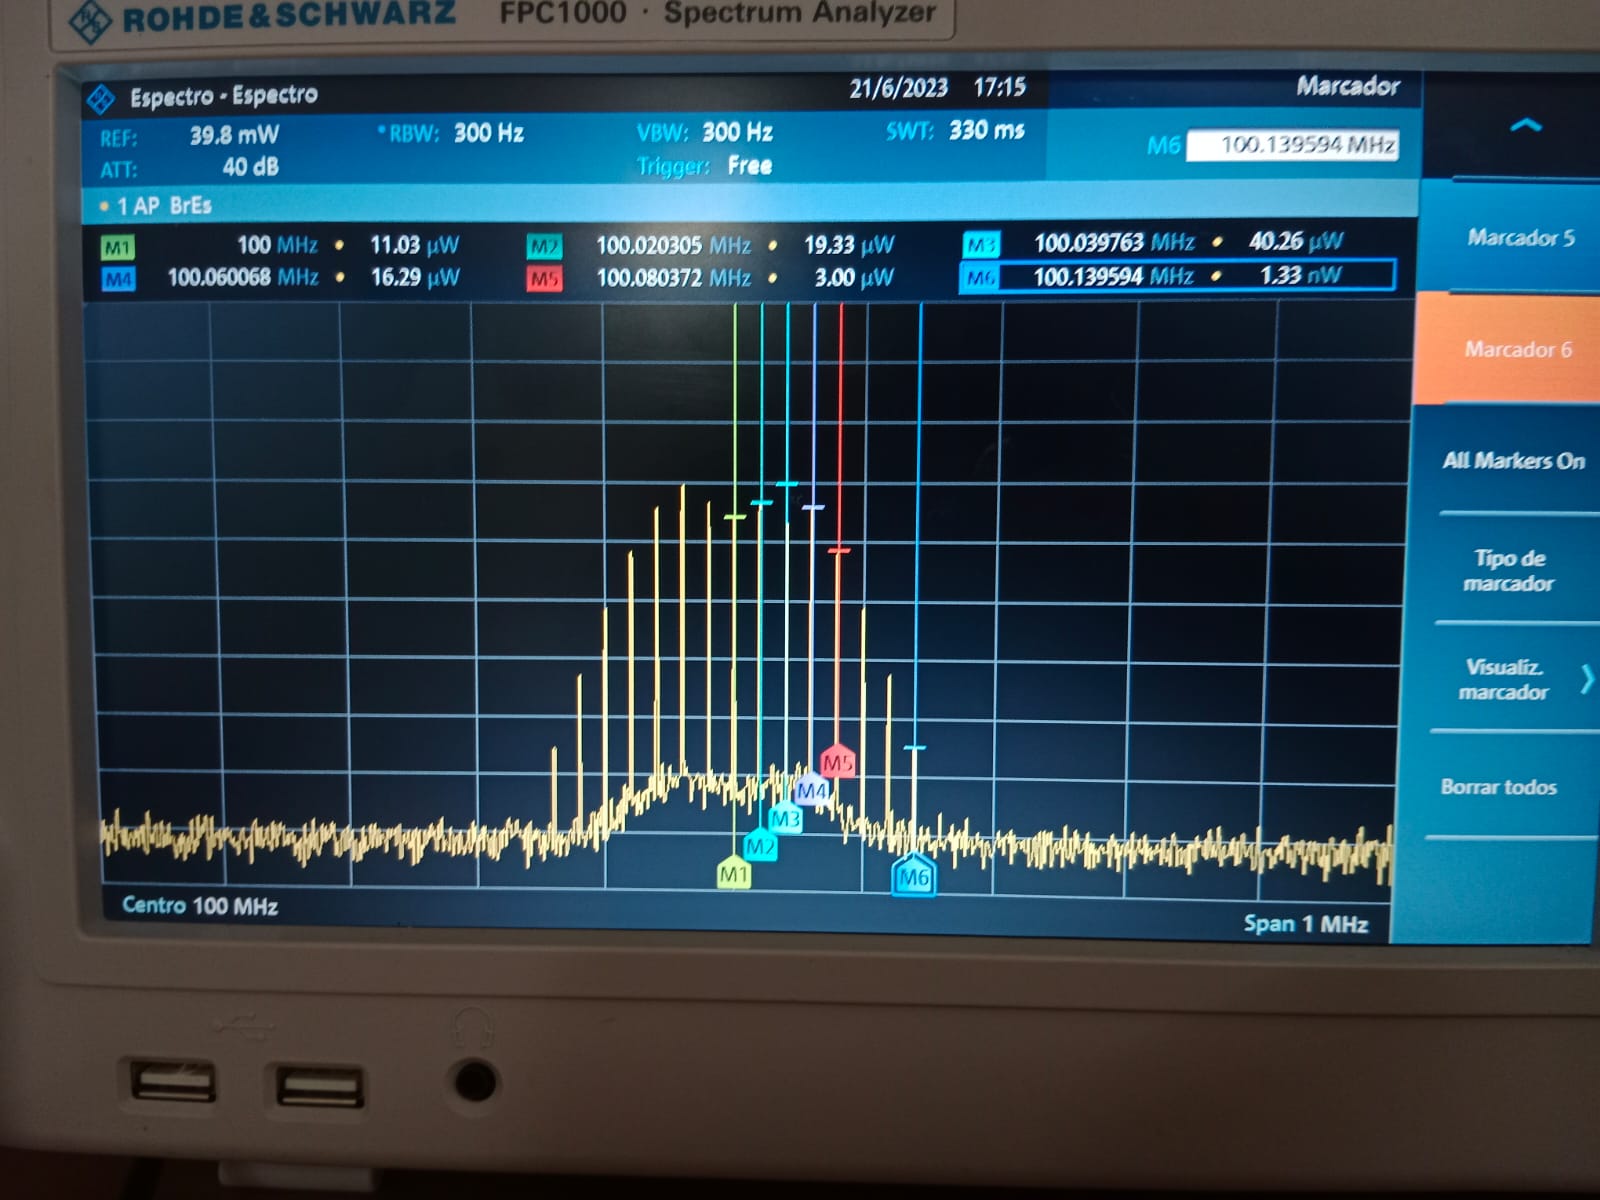 ROHDE&SCHWARZ FPC1000 · Spectrum Analyzer
Espectro - Espectro 21/6/2023 17:15 Marcador
REF: 39.8 mW •RBW: 300 Hz VBW: 300 Hz SWT: 330 ms M6 100.139594 MHz
ATT: 40 dB Trigger: Free
• 1 AP BrEs
M1 100 MHz • 11.03 µW M2 100.020305 MHz • 19.33 µW M3 100.039763 MHz • 40.26 µW
M4 100.060068 MHz • 16.29 µW M5 100.080372 MHz • 3.00 µW M6 100.139594 MHz • 1.33 nW
Marcador 5
Marcador 6
All Markers On
Tipo de
marcador
Visualiz.
marcador
Borrar todos
M5
M4
M3
M2
M1
M6
Centro 100 MHz Span 1 MHz